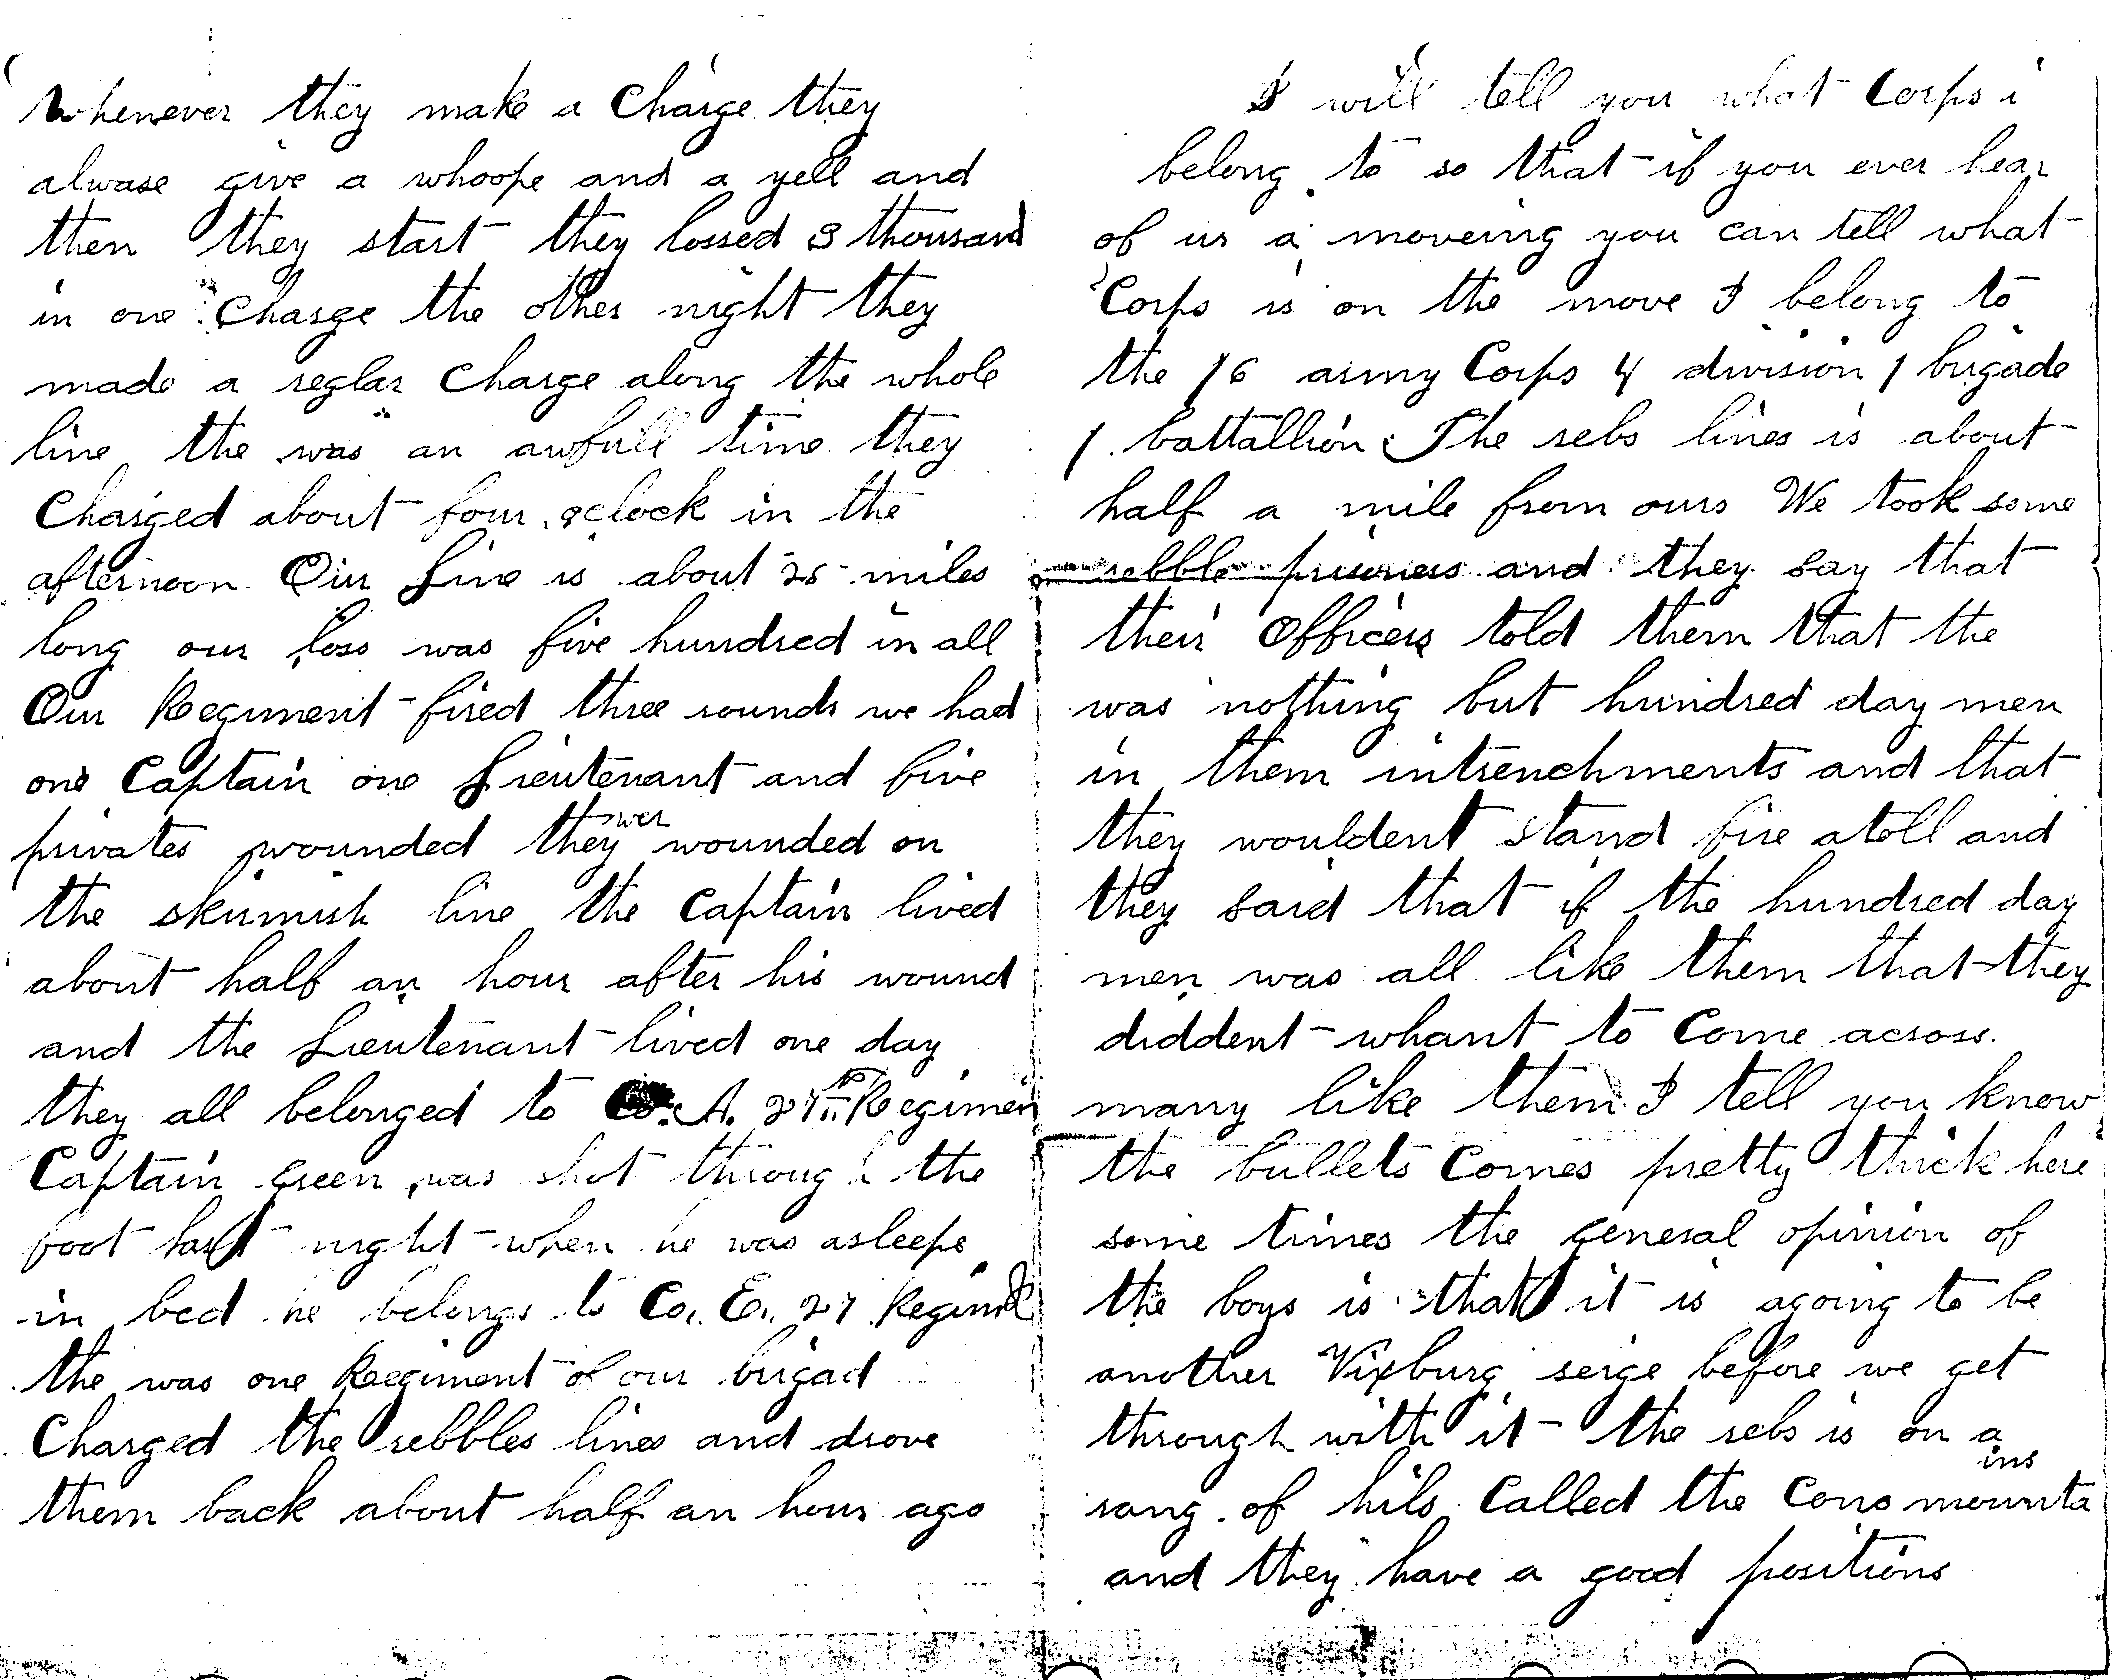 Whenever they make a Charge they
alwase give a whoope and a yell and
then they start they lossed 3 thousand
in one Charge the other night they
made a reglar Charge along the whole
line the was an awfull time they
Charged about four oclock in the
afternoon Our Line is about 25 miles
long our loss was five hundred in all
Our Regiment fired three rounds we had
one Captain one Lieutenant and five
privates wounded they wer wounded on
the skirmish line the Captain lived
about half an hour after his wound
and the Lieutenant lived one day
they all belonged to Co. A. 27th Regimen
Captain green was shot through the
foot last night when he was asleepe
in bed he belongs to Co. E. 27 Regimt
the was one Regiment of our brigad
Charged the rebbles lines and drove
them back about half an hour ago
I will tell you what Corps i
belong to so that if you ever hear
of us a moveing you can tell what
Corps is on the move I belong to
the 16 army Corps 4 division 1 brigade
1 battallion The rebs lines is about
half a mile from ours We took some
rebble prisiners and they say that
their Officers told them that the
was nothing but hundred day men
in them intrenchments and that
they wouldent stand fire atoll and
they said that if the hundred day
men was all like them that they
diddent whant to Come across
many like them I tell you know
the bullets Comes pretty thick here
some times the general opinion of
the boys is that it is agoing to be
another Vixburg seige before we get
through with it the rebs is on a
rang of hils Called the Cono mountains
and they have a good positions